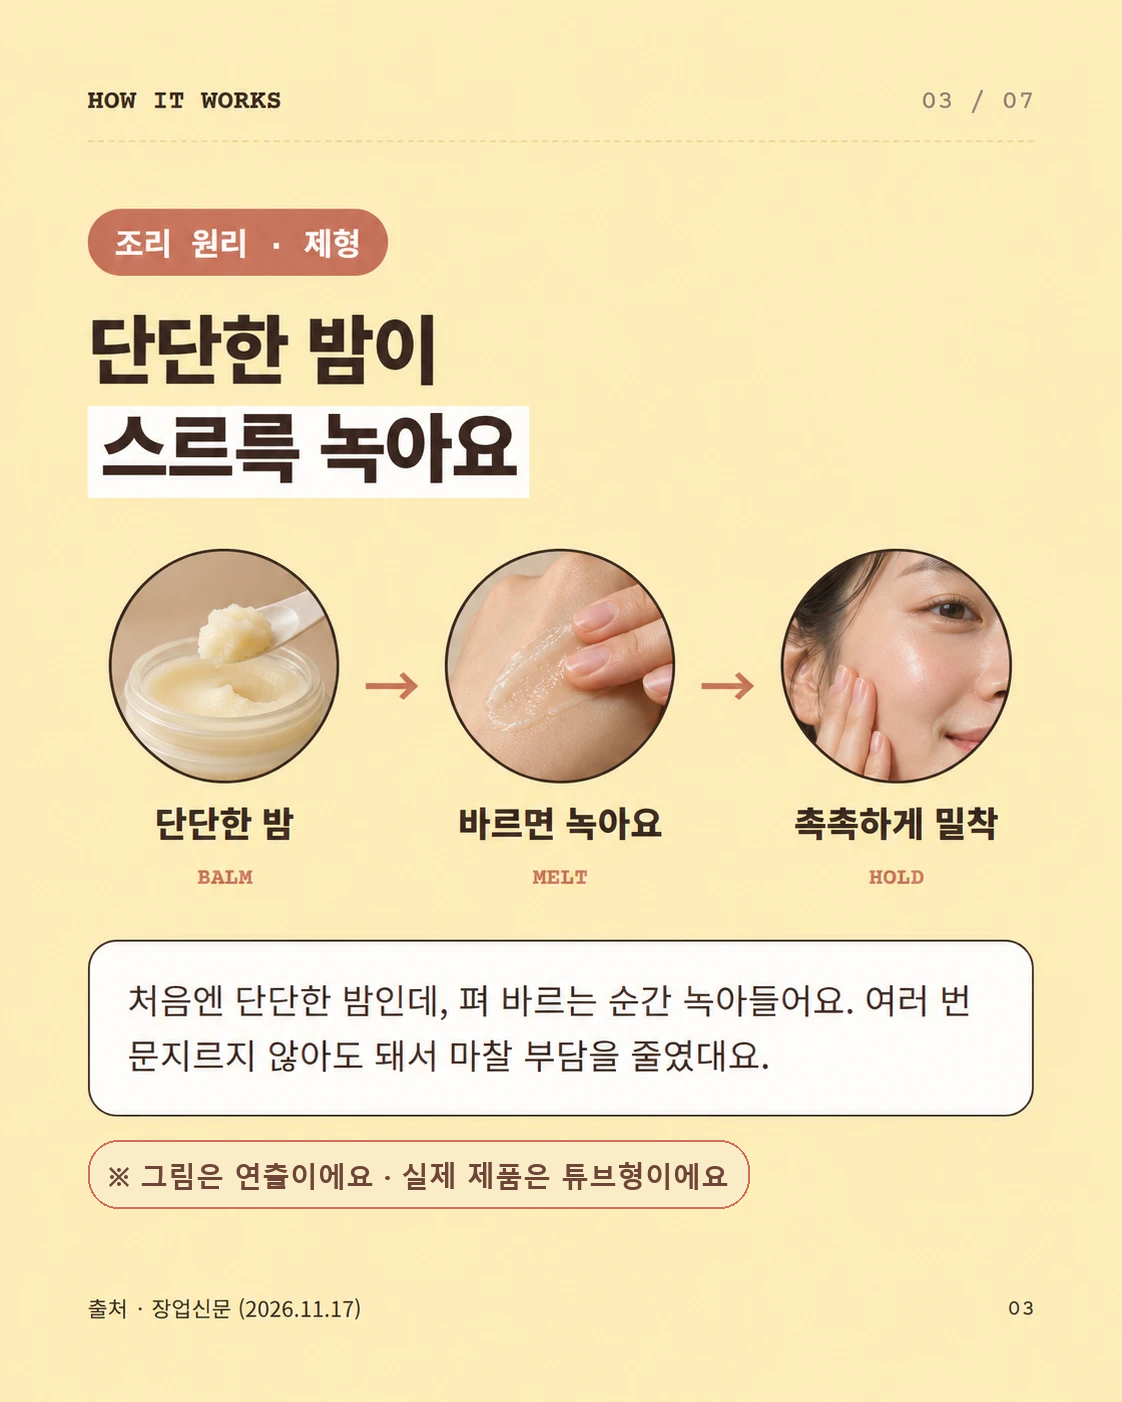 HOW IT WORKS
03 / 07
조리 원리 · 제형
단단한 밤이
스르륵 녹아요
단단한 밤
BALM
바르면 녹아요
MELT
촉촉하게 밀착
HOLD
처음엔 단단한 밤인데, 펴 바르는 순간 녹아들어요. 여러 번
문지르지 않아도 돼서 마찰 부담을 줄였대요.
※ 그림은 연출이에요 · 실제 제품은 튜브형이에요
출처 · 장업신문 (2026.11.17)
03